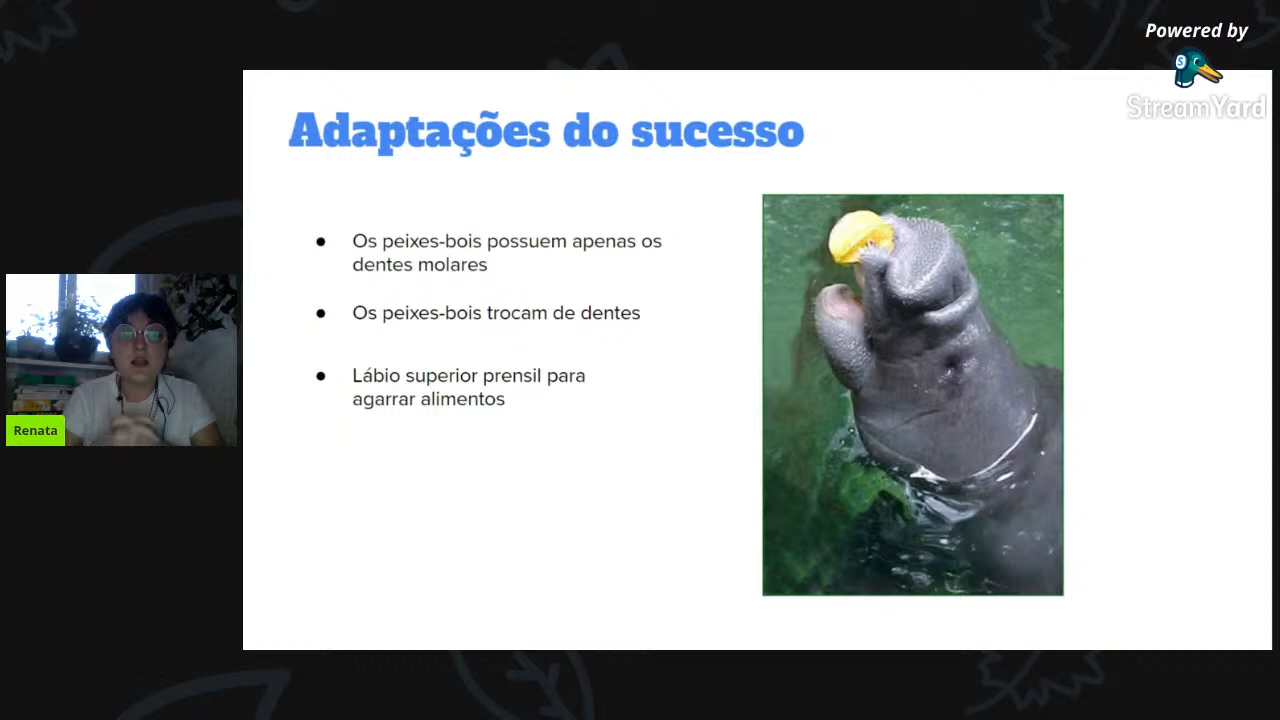 Powered by
StreamYard
Adaptações do sucesso
● Os peixes-bois possuem apenas os
dentes molares
● Os peixes-bois trocam de dentes
● Lábio superior prensil para
agarrar alimentos
Renata